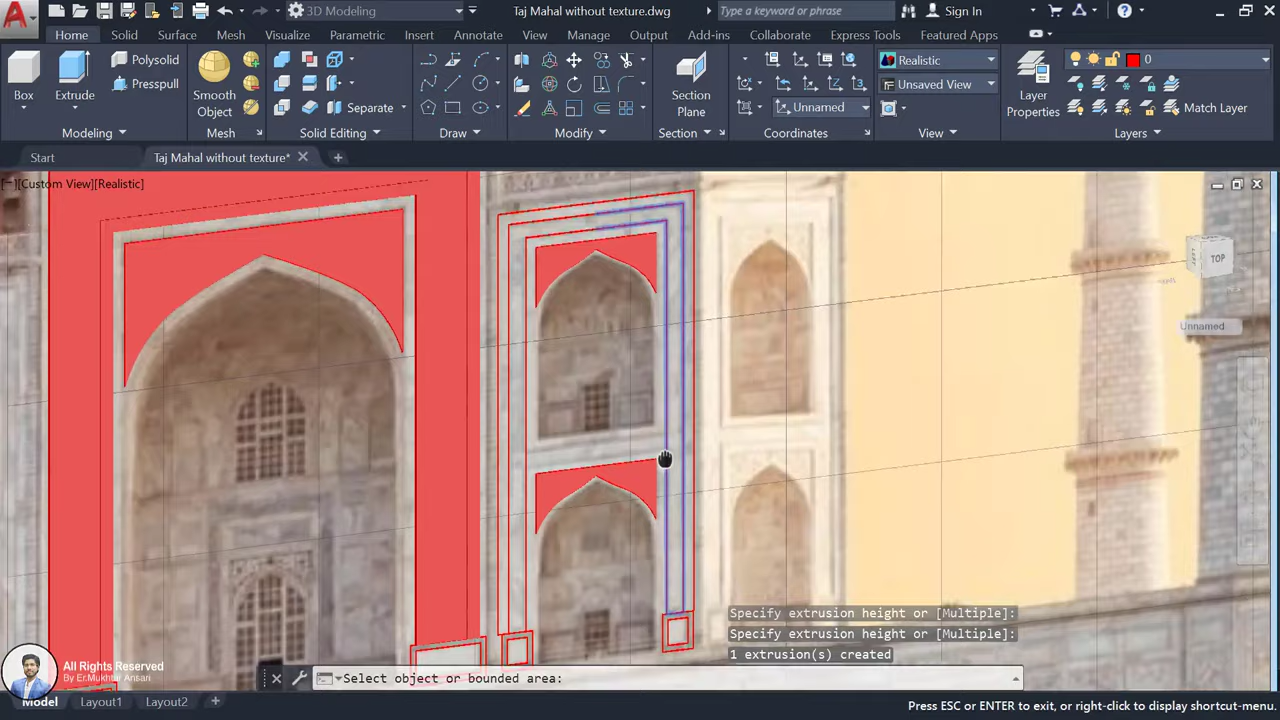 A 3D Modeling Taj Mahal without texture.dwg Type a keyword or phrase Sign In
Home Solid Surface Mesh Visualize Parametric Insert Annotate View Manage Output Add-ins Collaborate Express Tools Featured Apps
Polysolid
Presspull
Box Extrude Smooth
Object Separate Section
Plane
Realistic
Unsaved View
Unnamed
Layer
Properties 0
Match Layer
Modeling Mesh Solid Editing Draw Modify Section Coordinates View Layers
Start Taj Mahal without texture*
[−][Custom View][Realistic]
TOP
LEFT
Unnamed
Specify extrusion height or [Multiple]:
Specify extrusion height or [Multiple]:
1 extrusion(s) created
All Rights Reserved
By Er.Mukhtar Ansari
Select object or bounded area:
Model Layout1 Layout2
Press ESC or ENTER to exit, or right-click to display shortcut-menu.